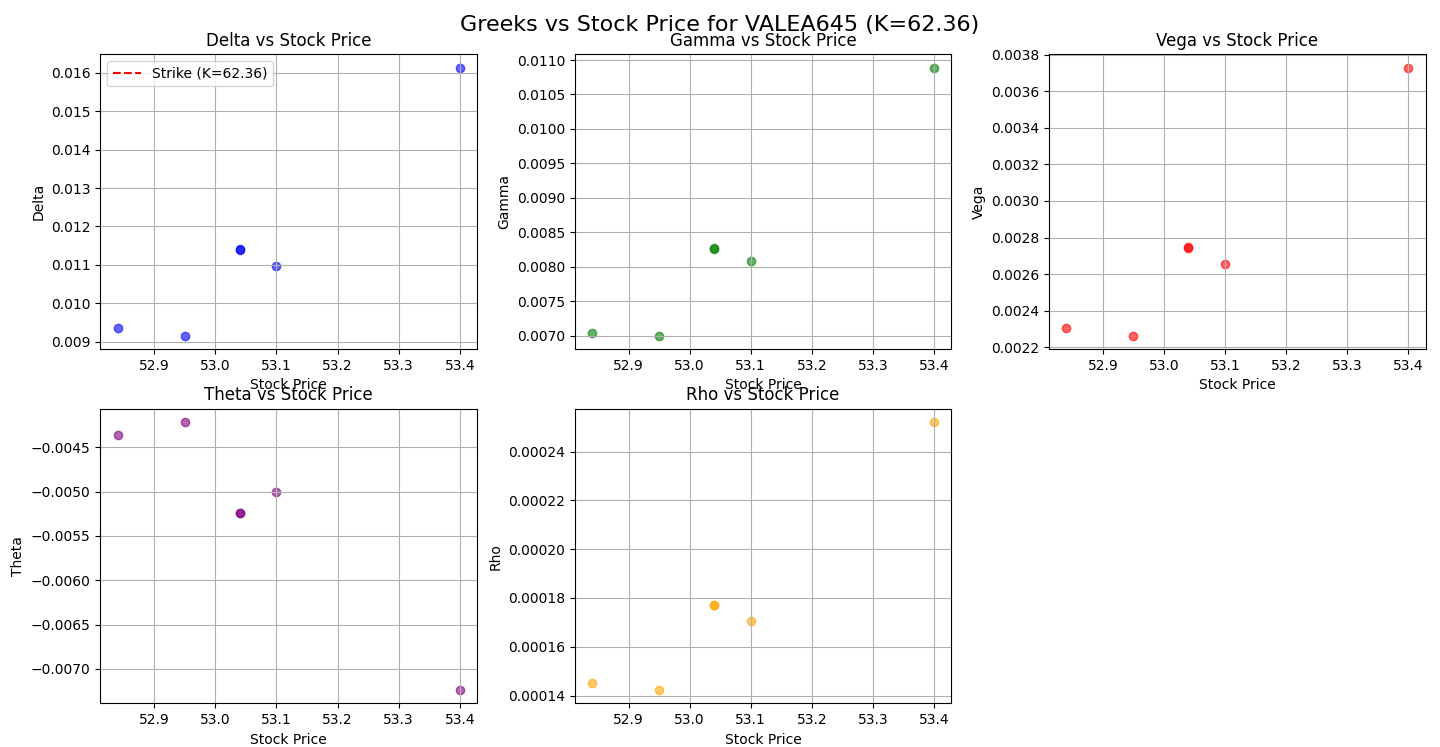 Greeks vs Stock Price for VALEA645 (K=62.36)
Delta vs Stock Price
Strike (K=62.36)
Delta
0.016
0.015
0.014
0.013
0.012
0.011
0.010
0.009
52.9 53.0 53.1 53.2 53.3 53.4
Stock Price
Gamma vs Stock Price
Gamma
0.0110
0.0105
0.0100
0.0095
0.0090
0.0085
0.0080
0.0075
0.0070
52.9 53.0 53.1 53.2 53.3 53.4
Stock Price
Vega vs Stock Price
Vega
0.0038
0.0036
0.0034
0.0032
0.0030
0.0028
0.0026
0.0024
0.0022
52.9 53.0 53.1 53.2 53.3 53.4
Stock Price
Theta vs Stock Price
Theta
−0.0045
−0.0050
−0.0055
−0.0060
−0.0065
−0.0070
52.9 53.0 53.1 53.2 53.3 53.4
Stock Price
Rho vs Stock Price
Rho
0.00024
0.00022
0.00020
0.00018
0.00016
0.00014
52.9 53.0 53.1 53.2 53.3 53.4
Stock Price